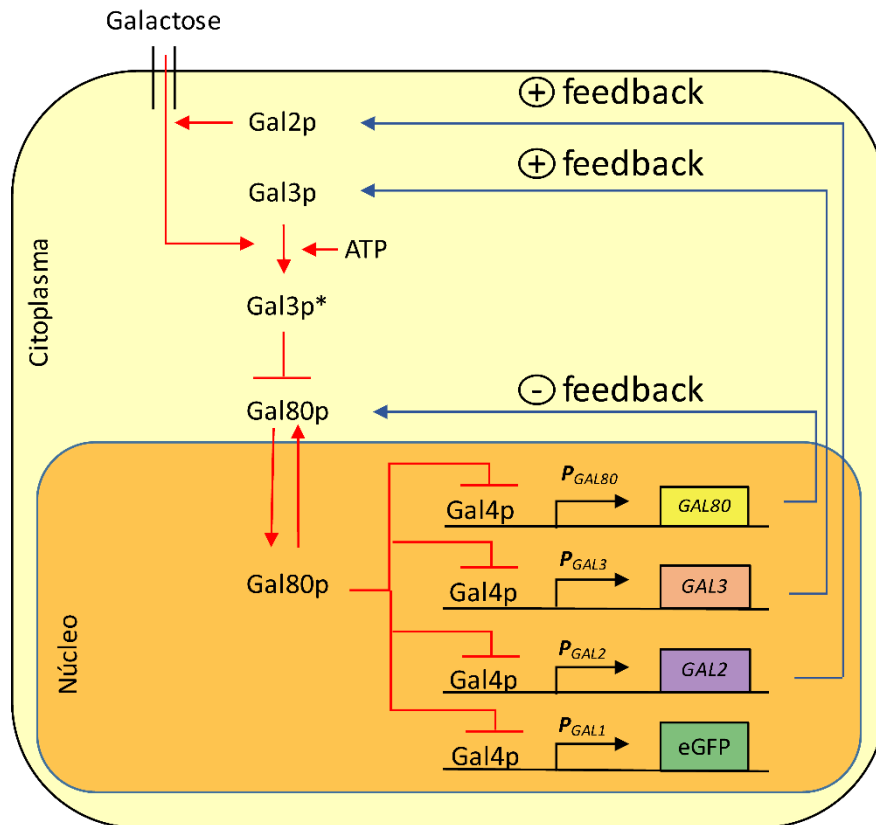 Galactose
⊕ feedback
Gal2p
⊕ feedback
Gal3p
ATP
Gal3p*
Citoplasma
⊖ feedback
Gal80p
P_GAL80
Gal4p
GAL80
P_GAL3
Gal80p
Gal4p
GAL3
Núcleo
P_GAL2
Gal4p
GAL2
P_GAL1
Gal4p
eGFP